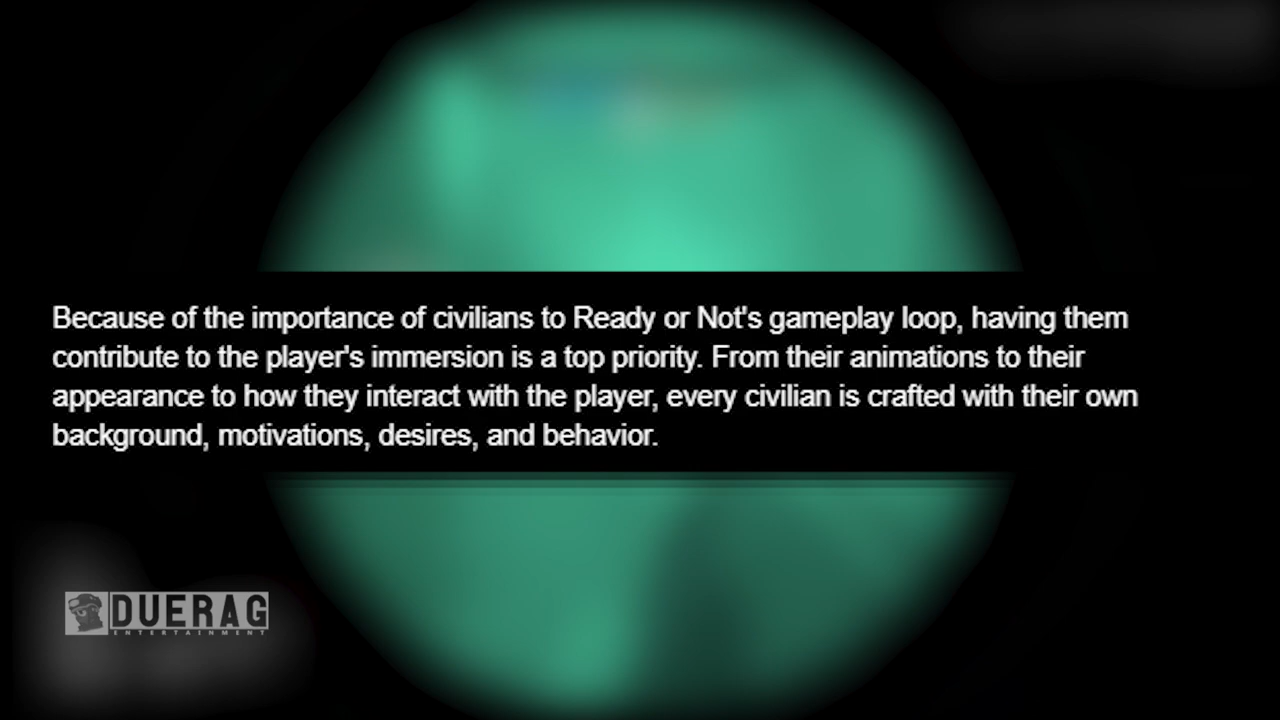 Because of the importance of civilians to Ready or Not's gameplay loop, having them
contribute to the player's immersion is a top priority. From their animations to their
appearance to how they interact with the player, every civilian is crafted with their own
background, motivations, desires, and behavior.
DUERAG
ENTERTAINMENT